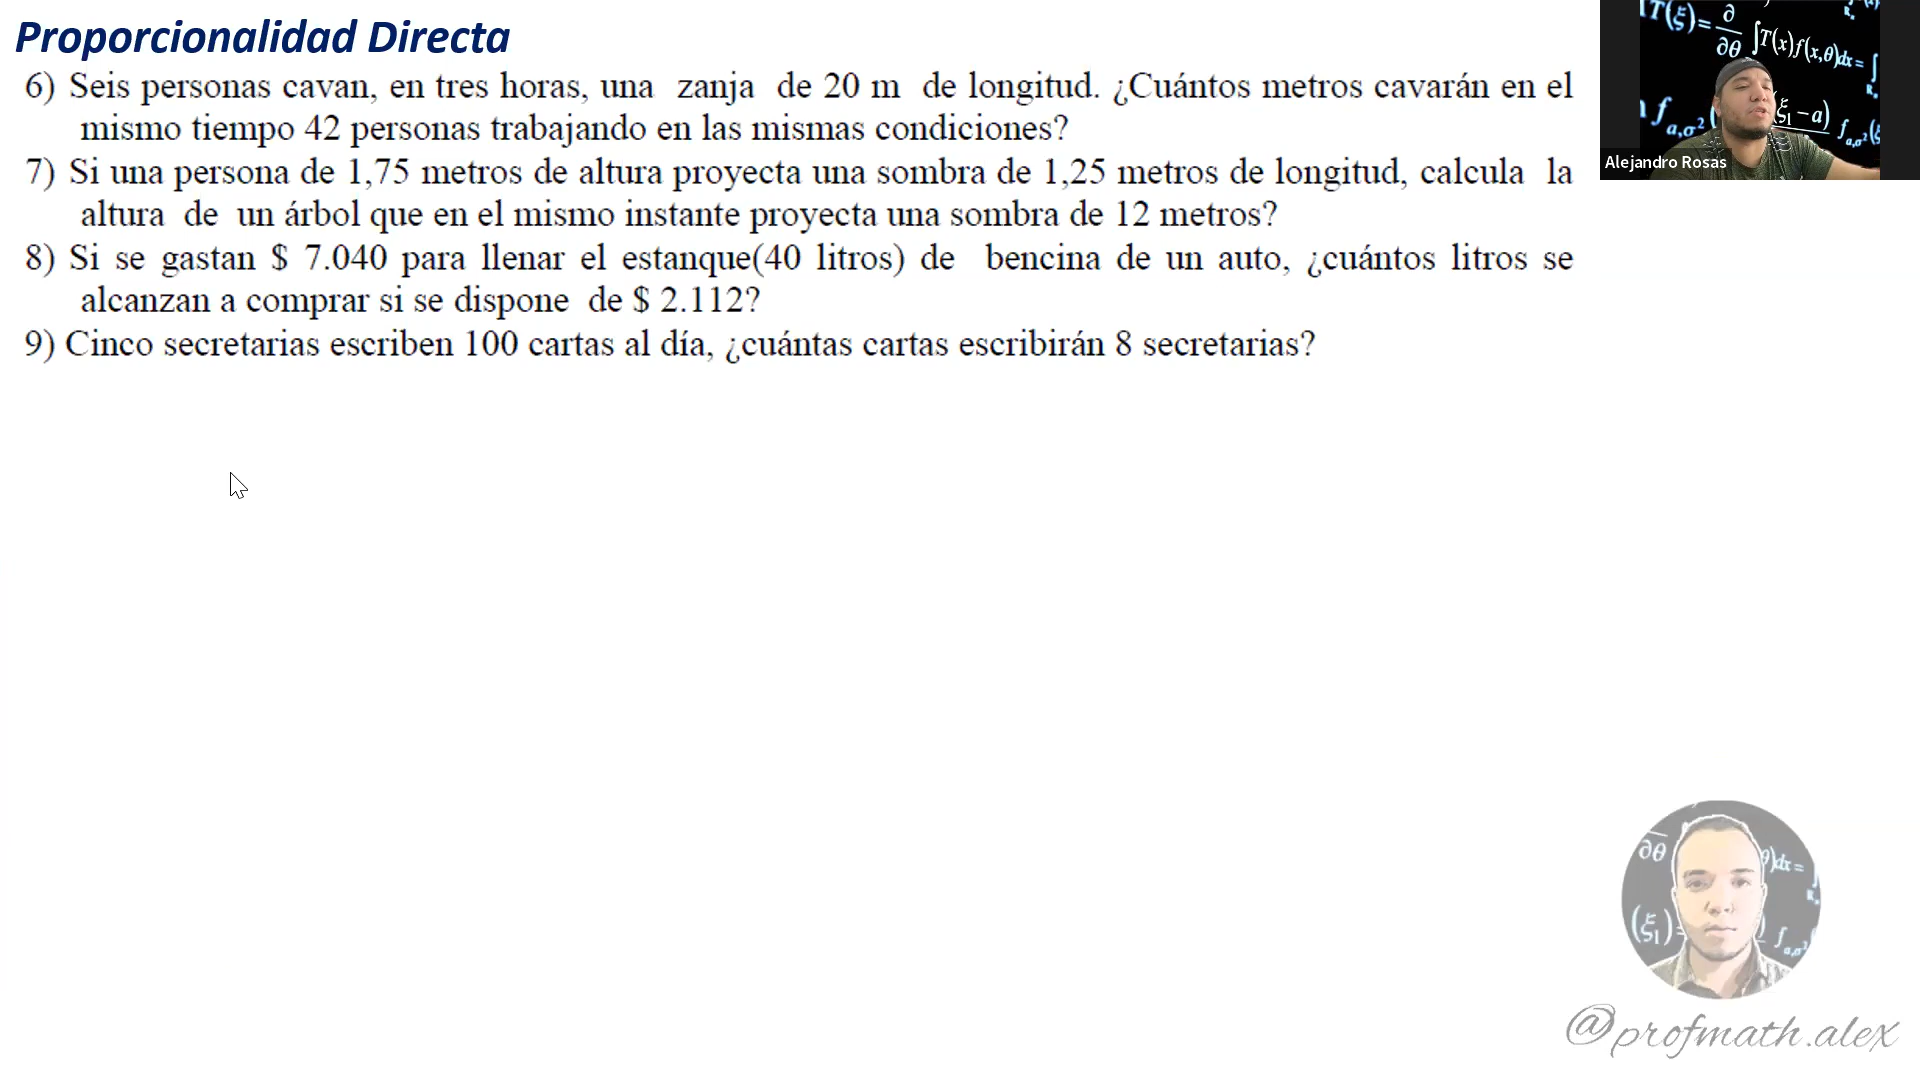 Proporcionalidad Directa
6) Seis personas cavan, en tres horas, una zanja de 20 m de longitud. ¿Cuántos metros cavarán en el
mismo tiempo 42 personas trabajando en las mismas condiciones?
7) Si una persona de 1,75 metros de altura proyecta una sombra de 1,25 metros de longitud, calcula la
altura de un árbol que en el mismo instante proyecta una sombra de 12 metros?
8) Si se gastan $ 7.040 para llenar el estanque(40 litros) de bencina de un auto, ¿cuántos litros se
alcanzan a comprar si se dispone de $ 2.112?
9) Cinco secretarias escriben 100 cartas al día, ¿cuántas cartas escribirán 8 secretarias?
Alejandro Rosas
@profmath.alex